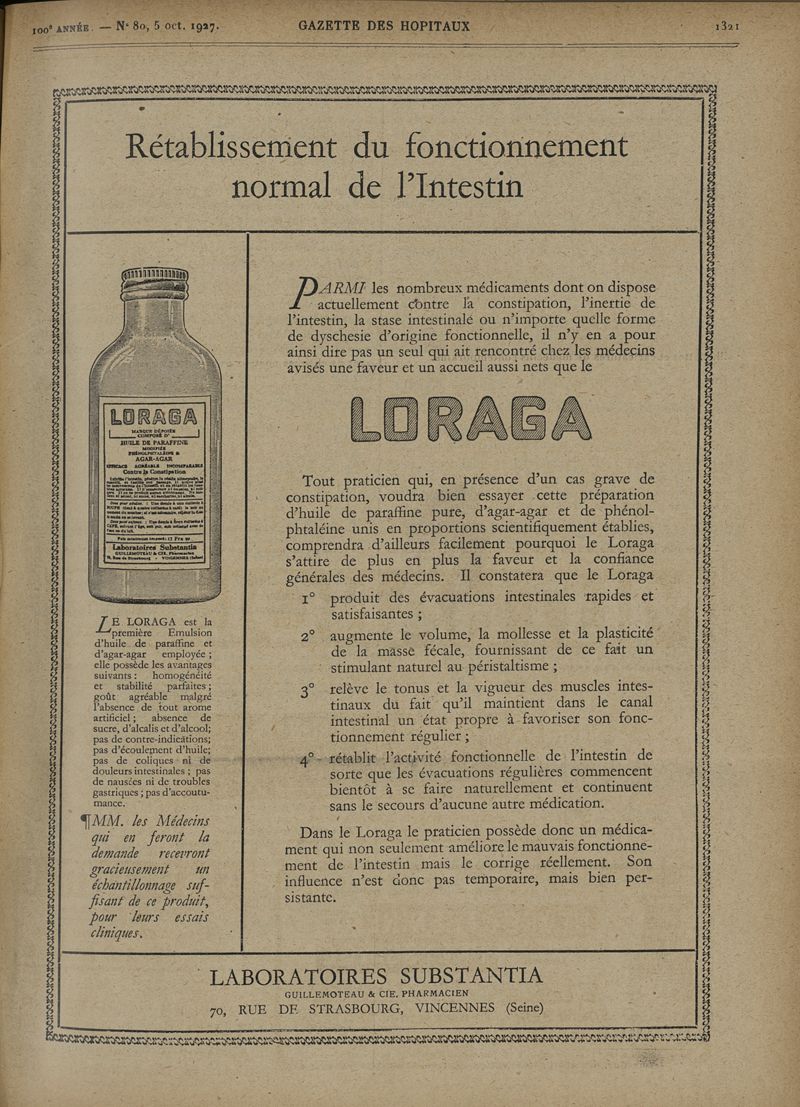 100e ANNÉE. — N° 80, 5 oct. 1927.
GAZETTE DES HOPITAUX
1321
Rétablissement du fonctionnement
normal de l'Intestin
LORAGA
MARQUE DÉPOSÉE
COMPOSÉ D'
HUILE DE PARAFFINE
PHÉNOLPHTALÉINE &
AGAR-AGAR
EFFICACE AGRÉABLE INCOMPARABLE
Contre la Constipation
Laboratoires Substantia
GUILLEMOTEAU & CIE, Pharmacien
LE LORAGA est la
première Emulsion
d'huile de paraffine et
d'agar-agar employée ;
elle possède les avantages
suivants : homogénéité
et stabilité parfaites ;
goût agréable malgré
l'absence de tout arome
artificiel ; absence de
sucre, d'alcalis et d'alcool;
pas de contre-indications;
pas d'écoulement d'huile;
pas de coliques ni de
douleurs intestinales ; pas
de nausées ni de troubles
gastriques ; pas d'accoutu-
mance.
¶MM. les Médecins
qui en feront la
demande recevront
gracieusement un
échantillonnage suf-
fisant de ce produit,
pour leurs essais
cliniques.
PARMI les nombreux médicaments dont on dispose
actuellement contre la constipation, l'inertie de
l'intestin, la stase intestinale ou n'importe quelle forme
de dyschesie d'origine fonctionnelle, il n'y en a pour
ainsi dire pas un seul qui ait rencontré chez les médecins
avisés une faveur et un accueil aussi nets que le
LORAGA
Tout praticien qui, en présence d'un cas grave de
constipation, voudra bien essayer cette préparation
d'huile de paraffine pure, d'agar-agar et de phénol-
phtaléine unis en proportions scientifiquement établies,
comprendra d'ailleurs facilement pourquoi le Loraga
s'attire de plus en plus la faveur et la confiance
générales des médecins. Il constatera que le Loraga
1° produit des évacuations intestinales rapides et
satisfaisantes ;
2° augmente le volume, la mollesse et la plasticité
de la masse fécale, fournissant de ce fait un
stimulant naturel au péristaltisme ;
3° relève le tonus et la vigueur des muscles intes-
tinaux du fait qu'il maintient dans le canal
intestinal un état propre à favoriser son fonc-
tionnement régulier ;
4° rétablit l'activité fonctionnelle de l'intestin de
sorte que les évacuations régulières commencent
bientôt à se faire naturellement et continuent
sans le secours d'aucune autre médication.
Dans le Loraga le praticien possède donc un médica-
ment qui non seulement améliore le mauvais fonctionne-
ment de l'intestin mais le corrige réellement. Son
influence n'est donc pas temporaire, mais bien per-
sistante.
LABORATOIRES SUBSTANTIA
GUILLEMOTEAU & CIE, PHARMACIEN
70, RUE DE STRASBOURG, VINCENNES (Seine)